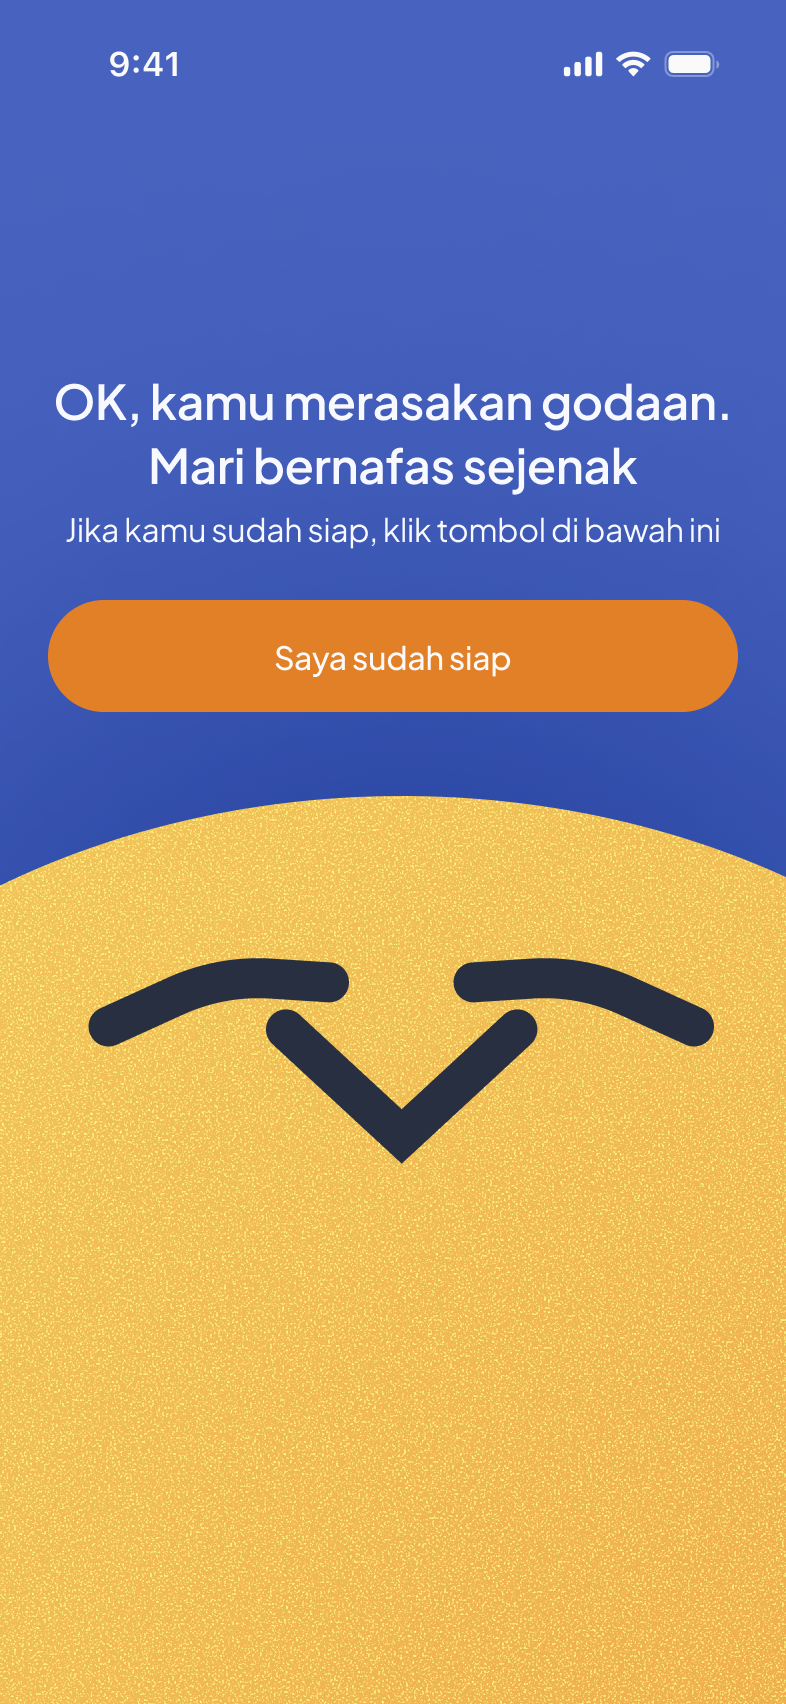 9:41
OK, kamu merasakan godaan.
Mari bernafas sejenak
Jika kamu sudah siap, klik tombol di bawah ini
Saya sudah siap